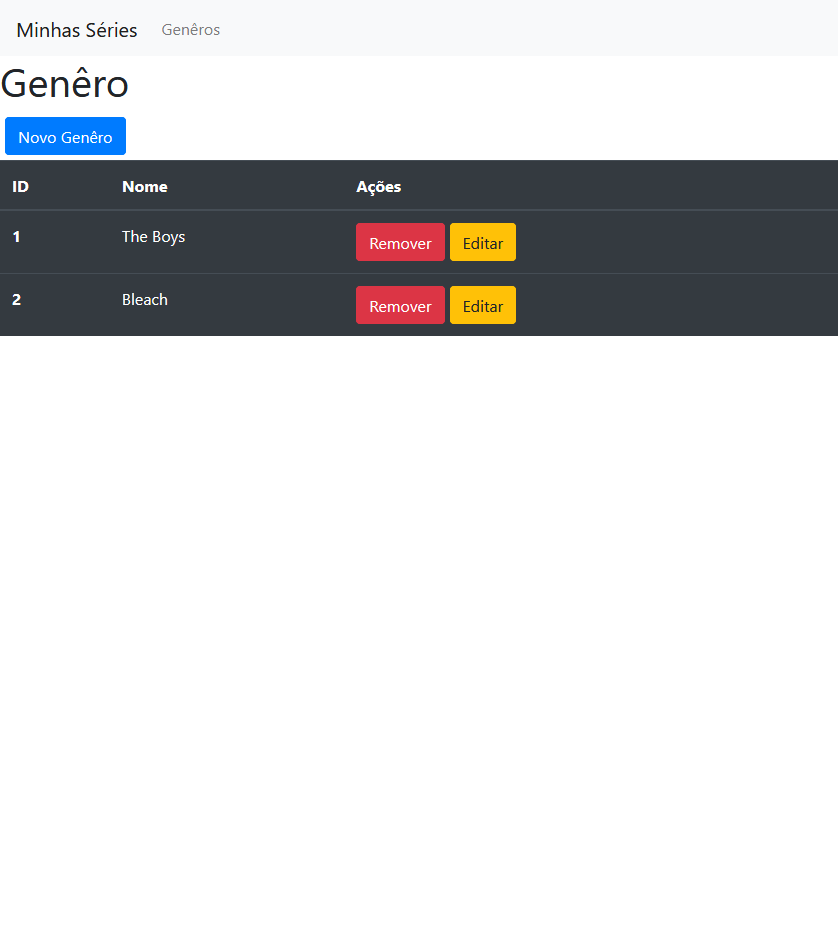 Minhas Séries Genêros
Genêro
Novo Genêro
ID Nome Ações
1 The Boys Remover Editar
2 Bleach Remover Editar